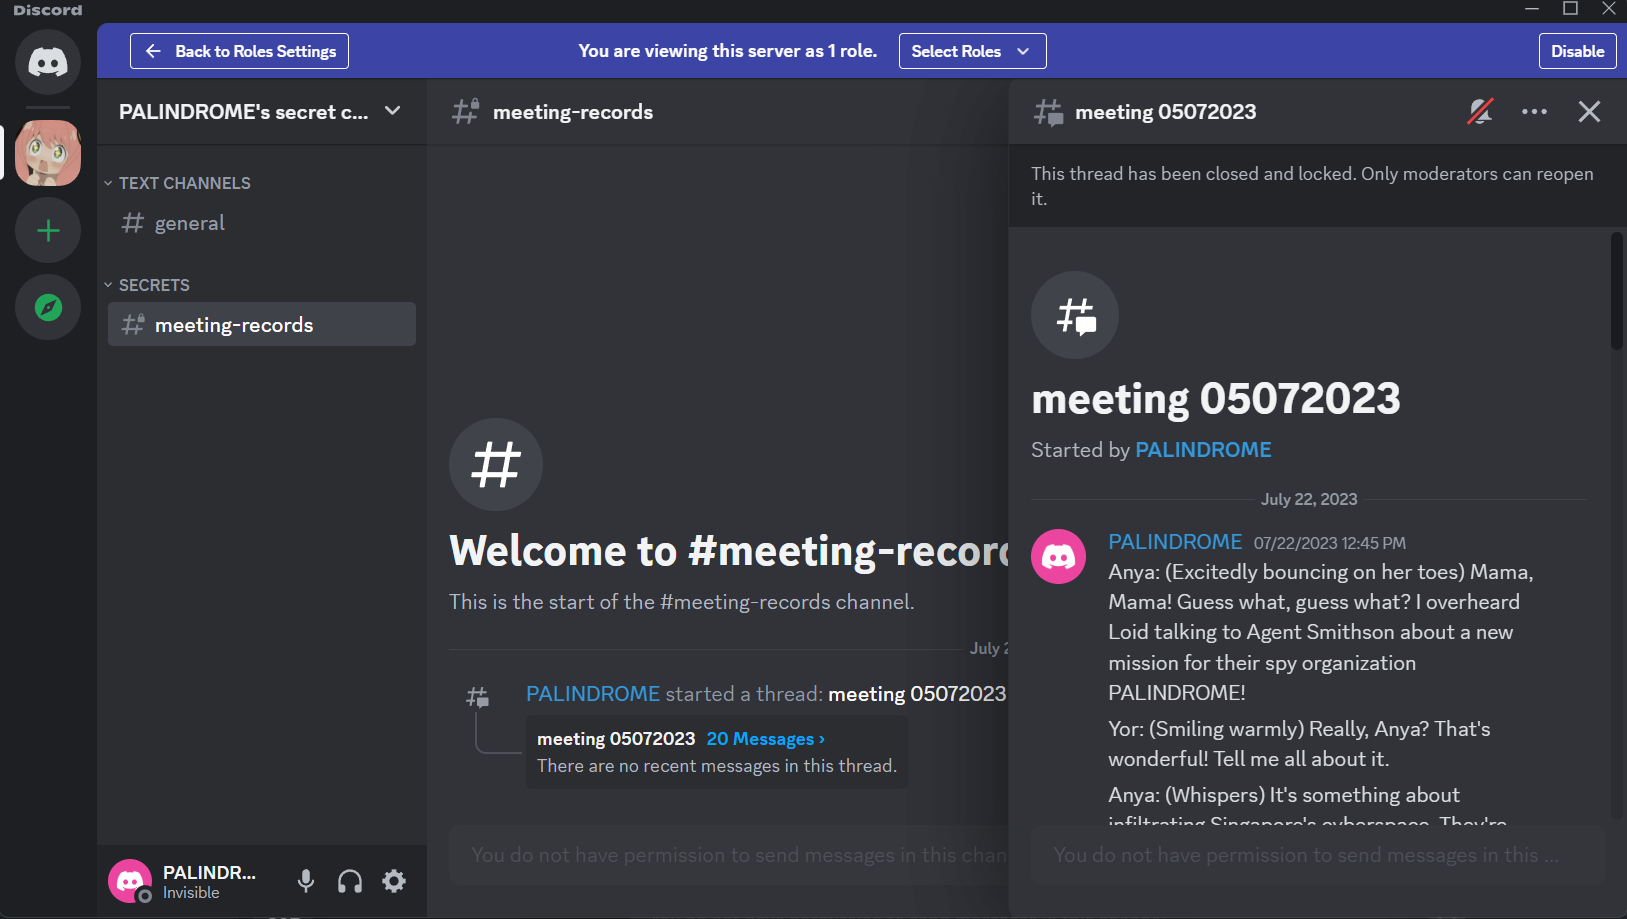 Discord
Back to Roles Settings
You are viewing this server as 1 role.
Select Roles
Disable
PALINDROME's secret c...
TEXT CHANNELS
general
SECRETS
meeting-records
PALINDR...
Invisible
meeting-records
Welcome to #meeting-record
This is the start of the #meeting-records channel.
July 2
PALINDROME started a thread: meeting 05072023
meeting 05072023 20 Messages ›
There are no recent messages in this thread.
You do not have permission to send messages in this chan
meeting 05072023
This thread has been closed and locked. Only moderators can reopen
it.
meeting 05072023
Started by PALINDROME
July 22, 2023
PALINDROME 07/22/2023 12:45 PM
Anya: (Excitedly bouncing on her toes) Mama,
Mama! Guess what, guess what? I overheard
Loid talking to Agent Smithson about a new
mission for their spy organization
PALINDROME!
Yor: (Smiling warmly) Really, Anya? That's
wonderful! Tell me all about it.
Anya: (Whispers) It's something about
infiltrating Singapore's cyberspace. They're
You do not have permission to send messages in this ...